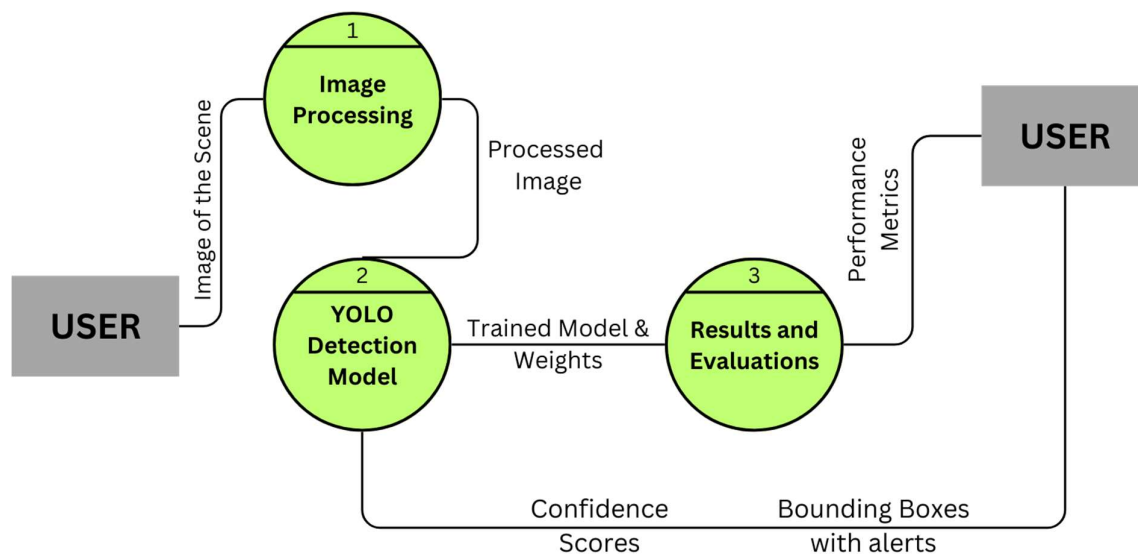 1
Image
Processing
Image of the Scene
Processed
Image
USER
Performance
Metrics
USER
2
YOLO
Detection
Model
Trained Model &
Weights
3
Results and
Evaluations
Confidence
Scores
Bounding Boxes
with alerts